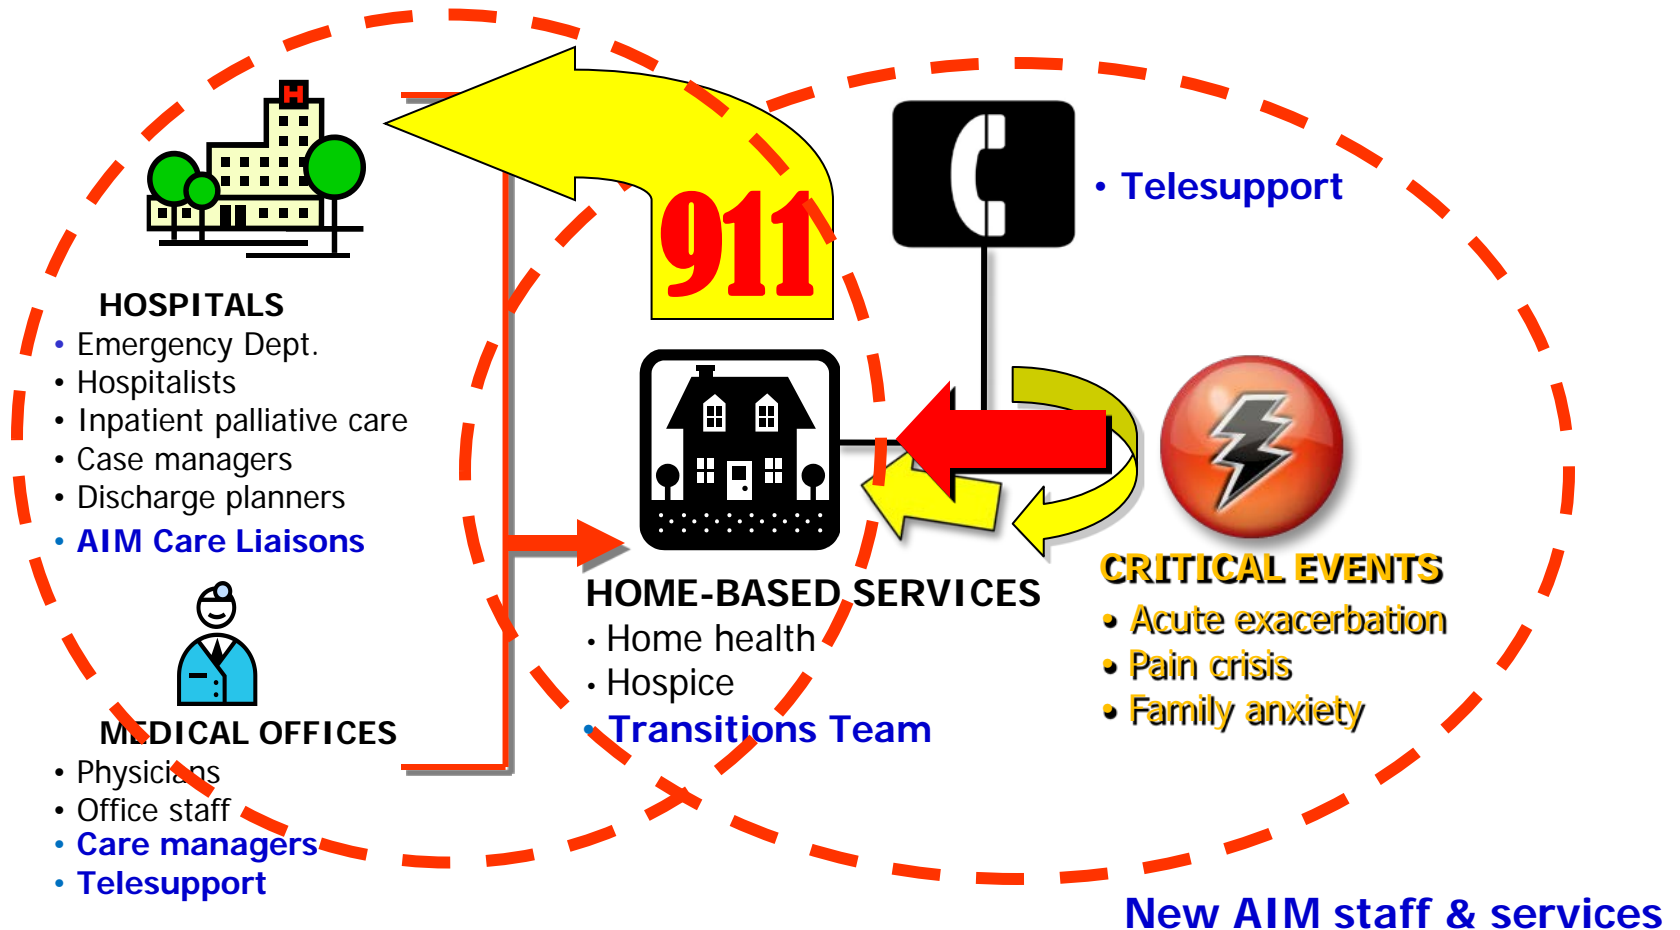 H
911
• Telesupport
HOSPITALS
• Emergency Dept.
• Hospitalists
• Inpatient palliative care
• Case managers
• Discharge planners
• AIM Care Liaisons
MEDICAL OFFICES
• Physicians
• Office staff
• Care managers
• Telesupport
HOME-BASED SERVICES
• Home health
• Hospice
• Transitions Team
CRITICAL EVENTS
• Acute exacerbation
• Pain crisis
• Family anxiety
New AIM staff & services